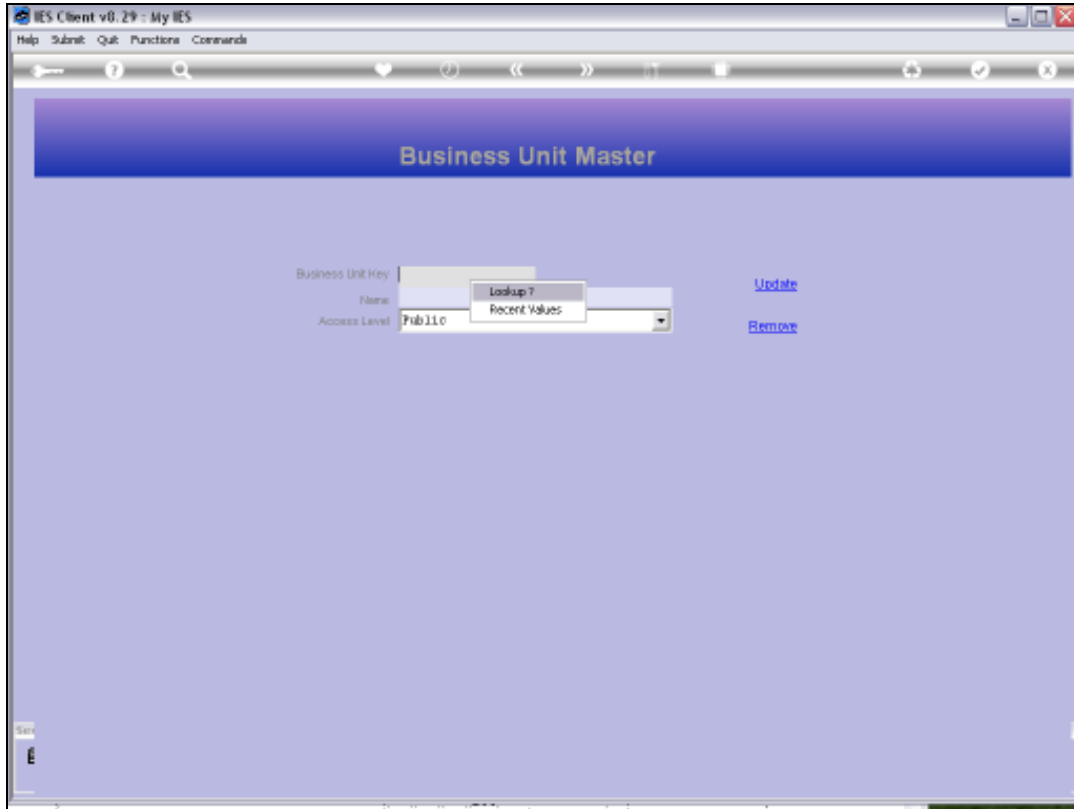 IES Client v8.29 : My IES
Help Submit Quit Functions Commands
Business Unit Master
Business Unit Key
Lookup ?
Update
Name
Recent Values
Access Level Public
Remove